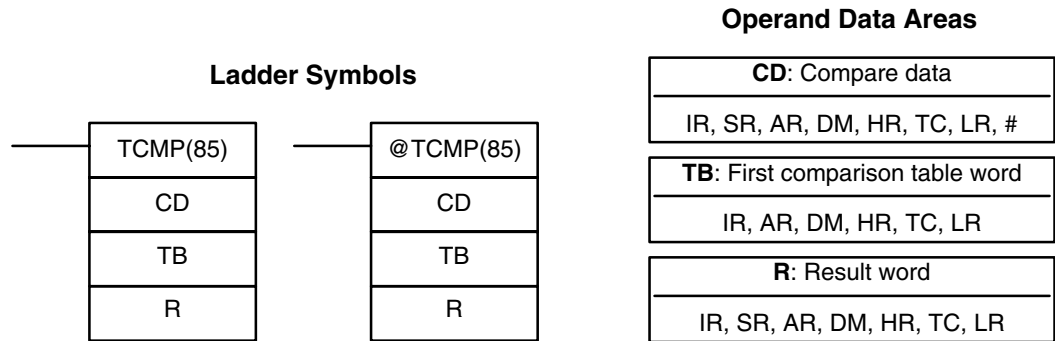 Ladder Symbols
TCMP(85)
CD
TB
R
@TCMP(85)
CD
TB
R
Operand Data Areas
CD: Compare data
IR, SR, AR, DM, HR, TC, LR, #
TB: First comparison table word
IR, AR, DM, HR, TC, LR
R: Result word
IR, SR, AR, DM, HR, TC, LR